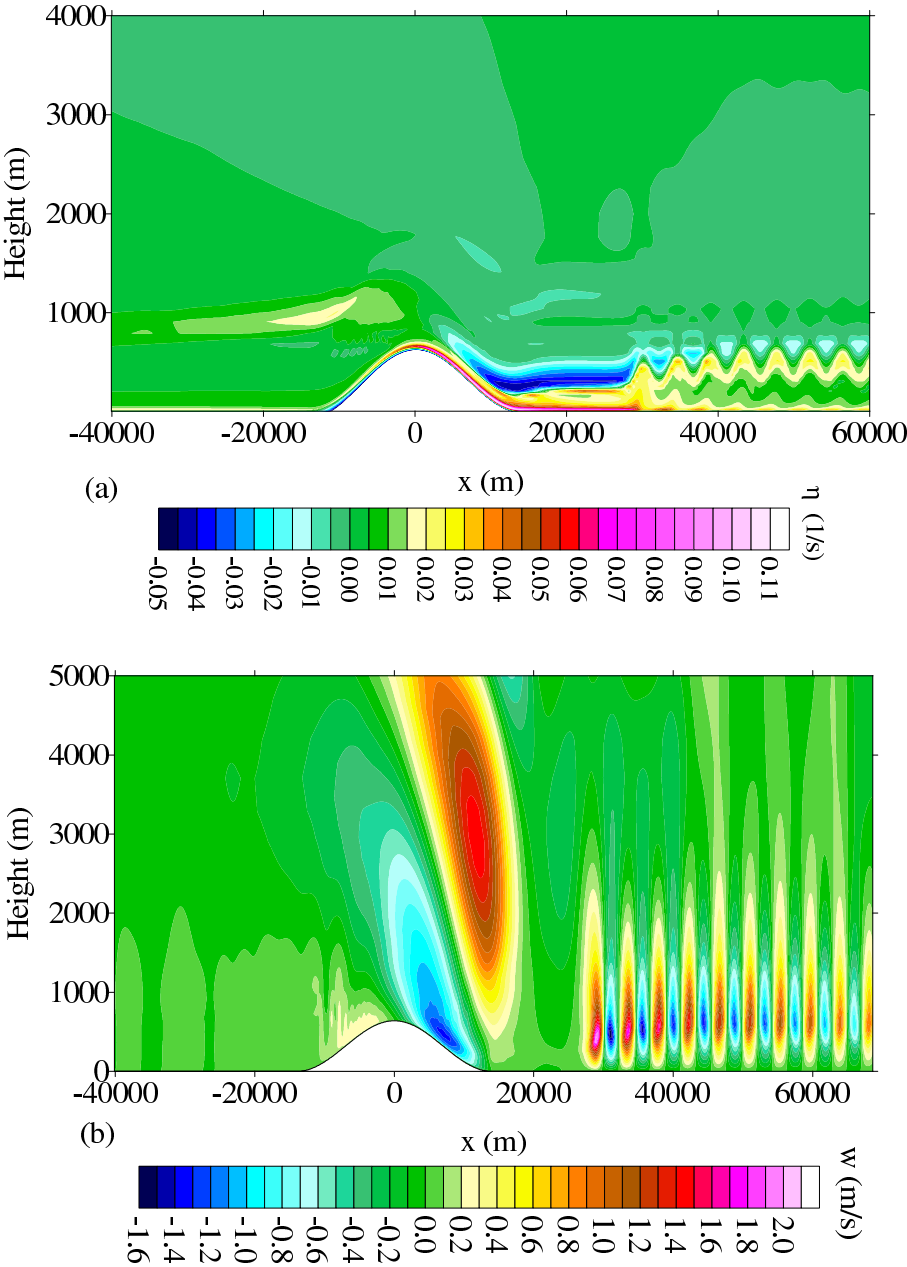 4000
3000
2000
1000
Height (m)
-40000 -20000 0 20000 40000 60000
x (m)
(a)
η (1/s)
-0.05 -0.04 -0.03 -0.02 -0.01 0.00 0.01 0.02 0.03 0.04 0.05 0.06 0.07 0.08 0.09 0.10 0.11
5000
4000
3000
2000
1000
0
Height (m)
-40000 -20000 0 20000 40000 60000
x (m)
(b)
w (m/s)
-1.6 -1.4 -1.2 -1.0 -0.8 -0.6 -0.4 -0.2 0.0 0.2 0.4 0.6 0.8 1.0 1.2 1.4 1.6 1.8 2.0